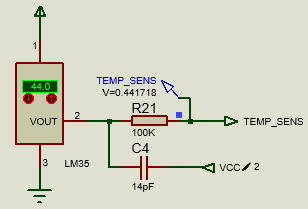 1
44.0
VOUT
2
3
LM35
TEMP_SENS
V=0.441718
R21
100K
TEMP_SENS
C4
14pF
VCC/2